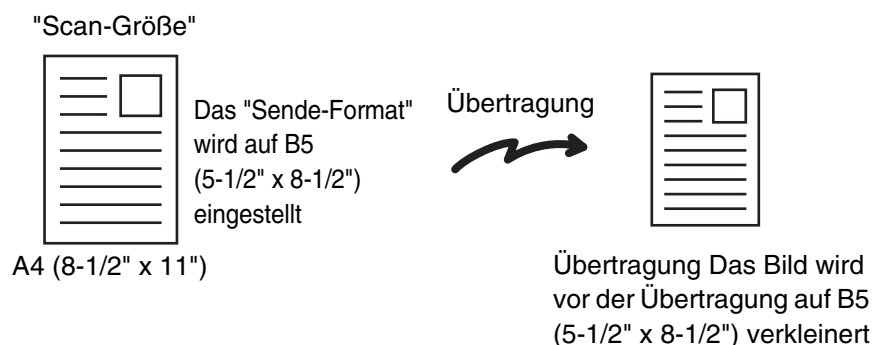 "Scan-Größe"
Das "Sende-Format"
wird auf B5
(5-1/2" x 8-1/2")
eingestellt
A4 (8-1/2" x 11")
Übertragung
Übertragung Das Bild wird
vor der Übertragung auf B5
(5-1/2" x 8-1/2") verkleinert